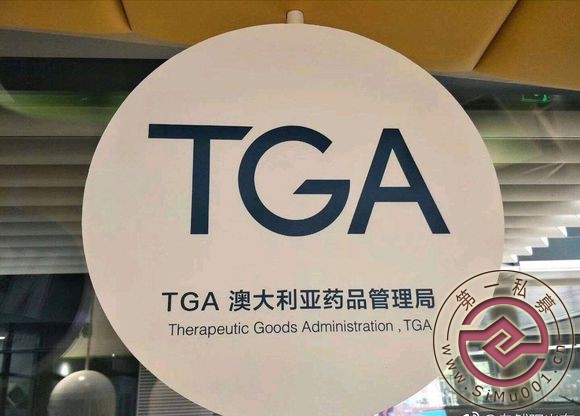 TGA
TGA 澳大利亚药品管理局
Therapeutic Goods Administration , TGA
第一私募
www.SiMu001.cn